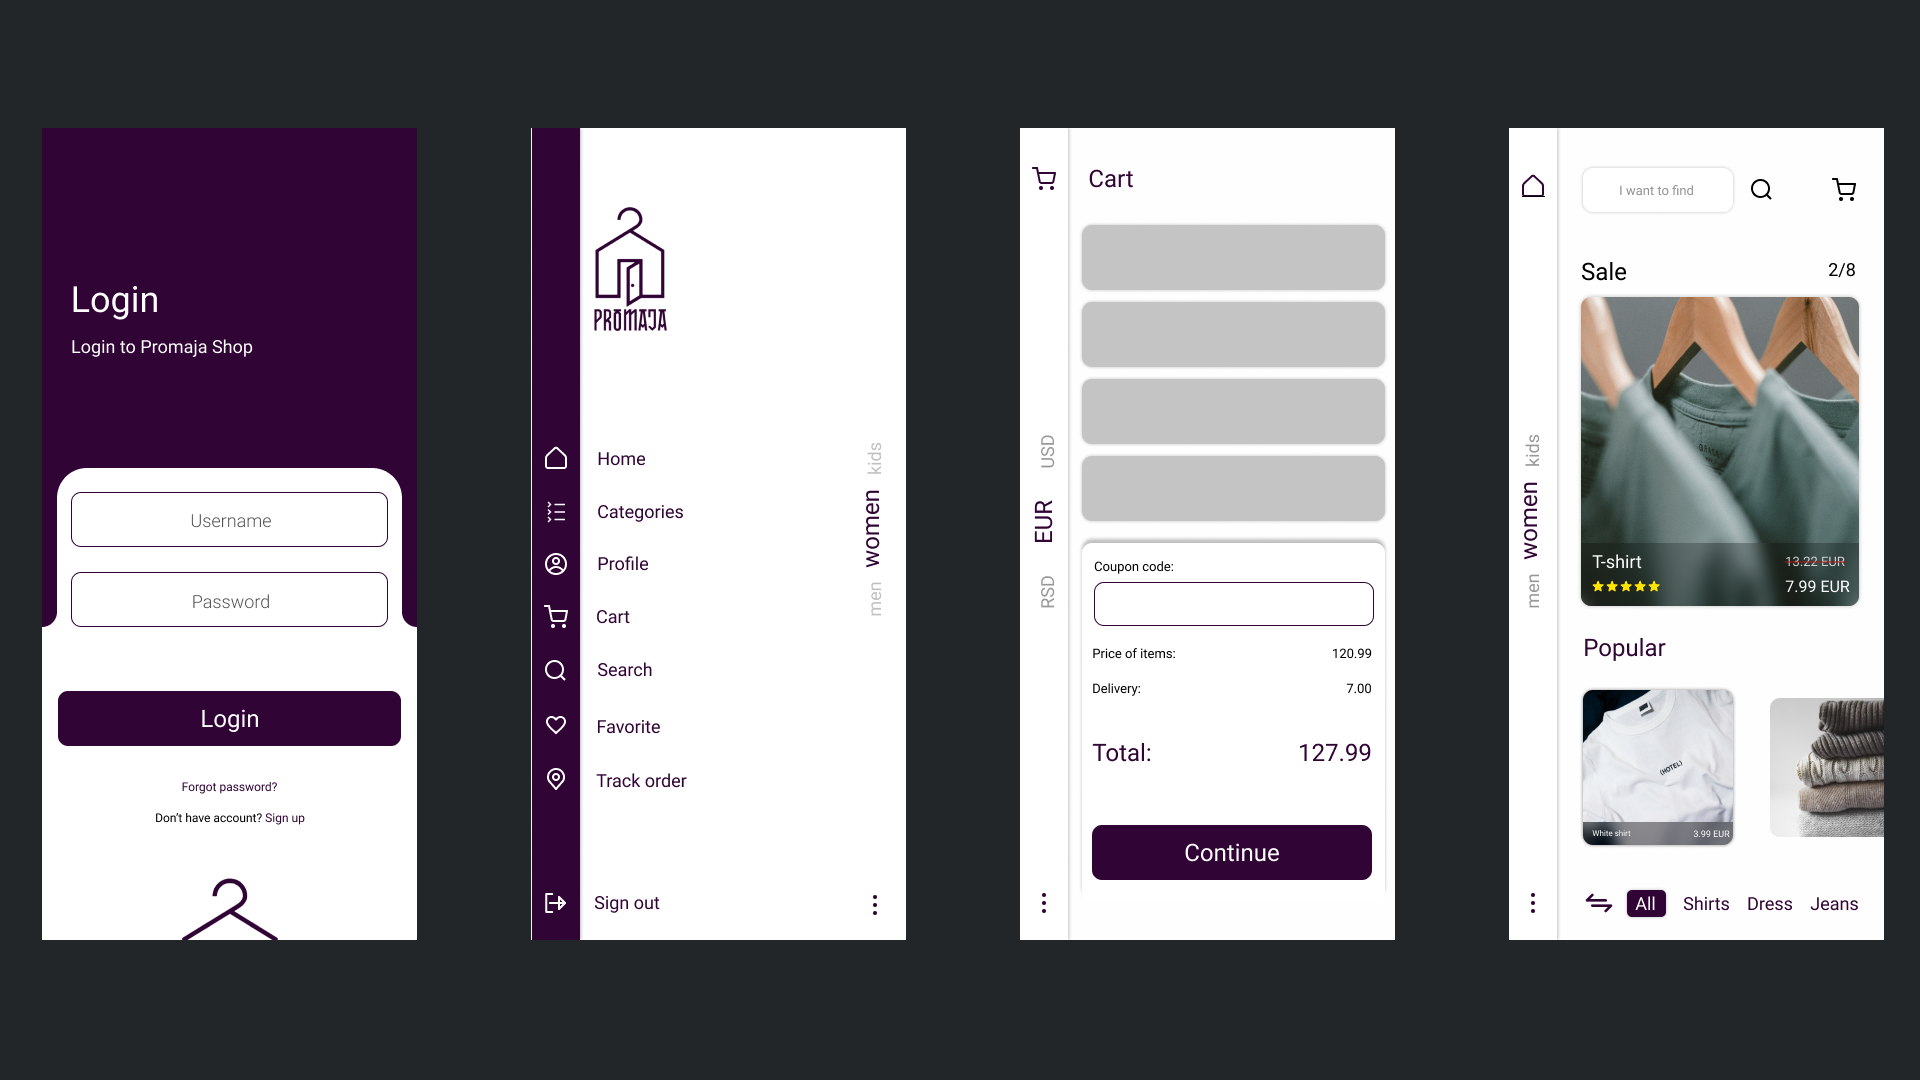 Login
Login to Promaja Shop
Username
Password
Login
Forgot password?
Don't have account? Sign up
PROMAJA
Home
Categories
Profile
Cart
Search
Favorite
Track order
Sign out
kids
women
men
Cart
USD
EUR
RSD
Coupon code:
Price of items: 120.99
Delivery: 7.00
Total: 127.99
Continue
I want to find
kids
women
men
Sale 2/8
T-shirt 13.22 EUR
7.99 EUR
Popular
(HOTEL)
White shirt 3.99 EUR
All Shirts Dress Jeans